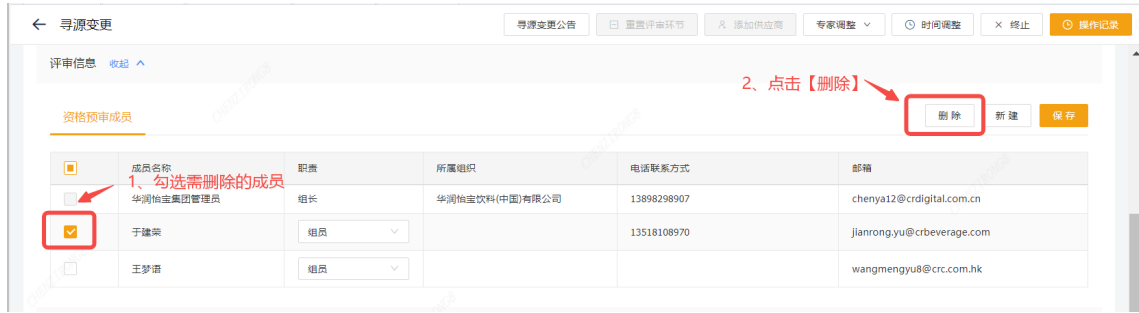 寻源变更 寻源变更公告 重置评审环节 添加供应商 专家调整 时间调整 × 终止 操作记录
评审信息 收起
2、点击【删除】
资格预审成员 删除 新建 保存
成员名称 职责 所属组织 电话联系方式 邮箱
1、勾选需删除的成员
华润怡宝集团管理员 组长 华润怡宝饮料(中国)有限公司 13898298907 chenya12@crdigital.com.cn
于建荣 组员 13518108970 jianrong.yu@crbeverage.com
王梦语 组员 wangmengyu8@crc.com.hk